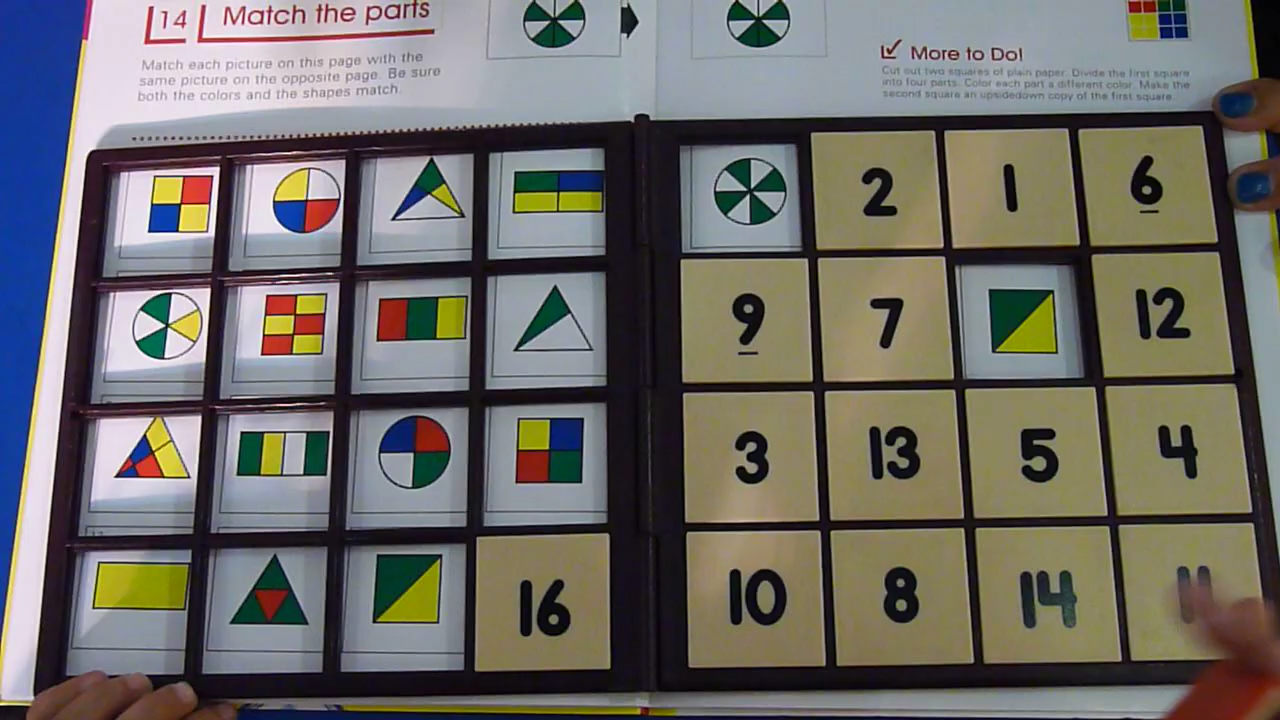 14 Match the parts
Match each picture on this page with the
same picture on the opposite page. Be sure
both the colors and the shapes match.
More to Do!
Cut out two squares of plain paper. Divide the first square
into four parts. Color each part a different color. Make the
second square an upsidedown copy of the first square.
2 1 6
9 7 12
3 13 5 4
16 10 8 14 11